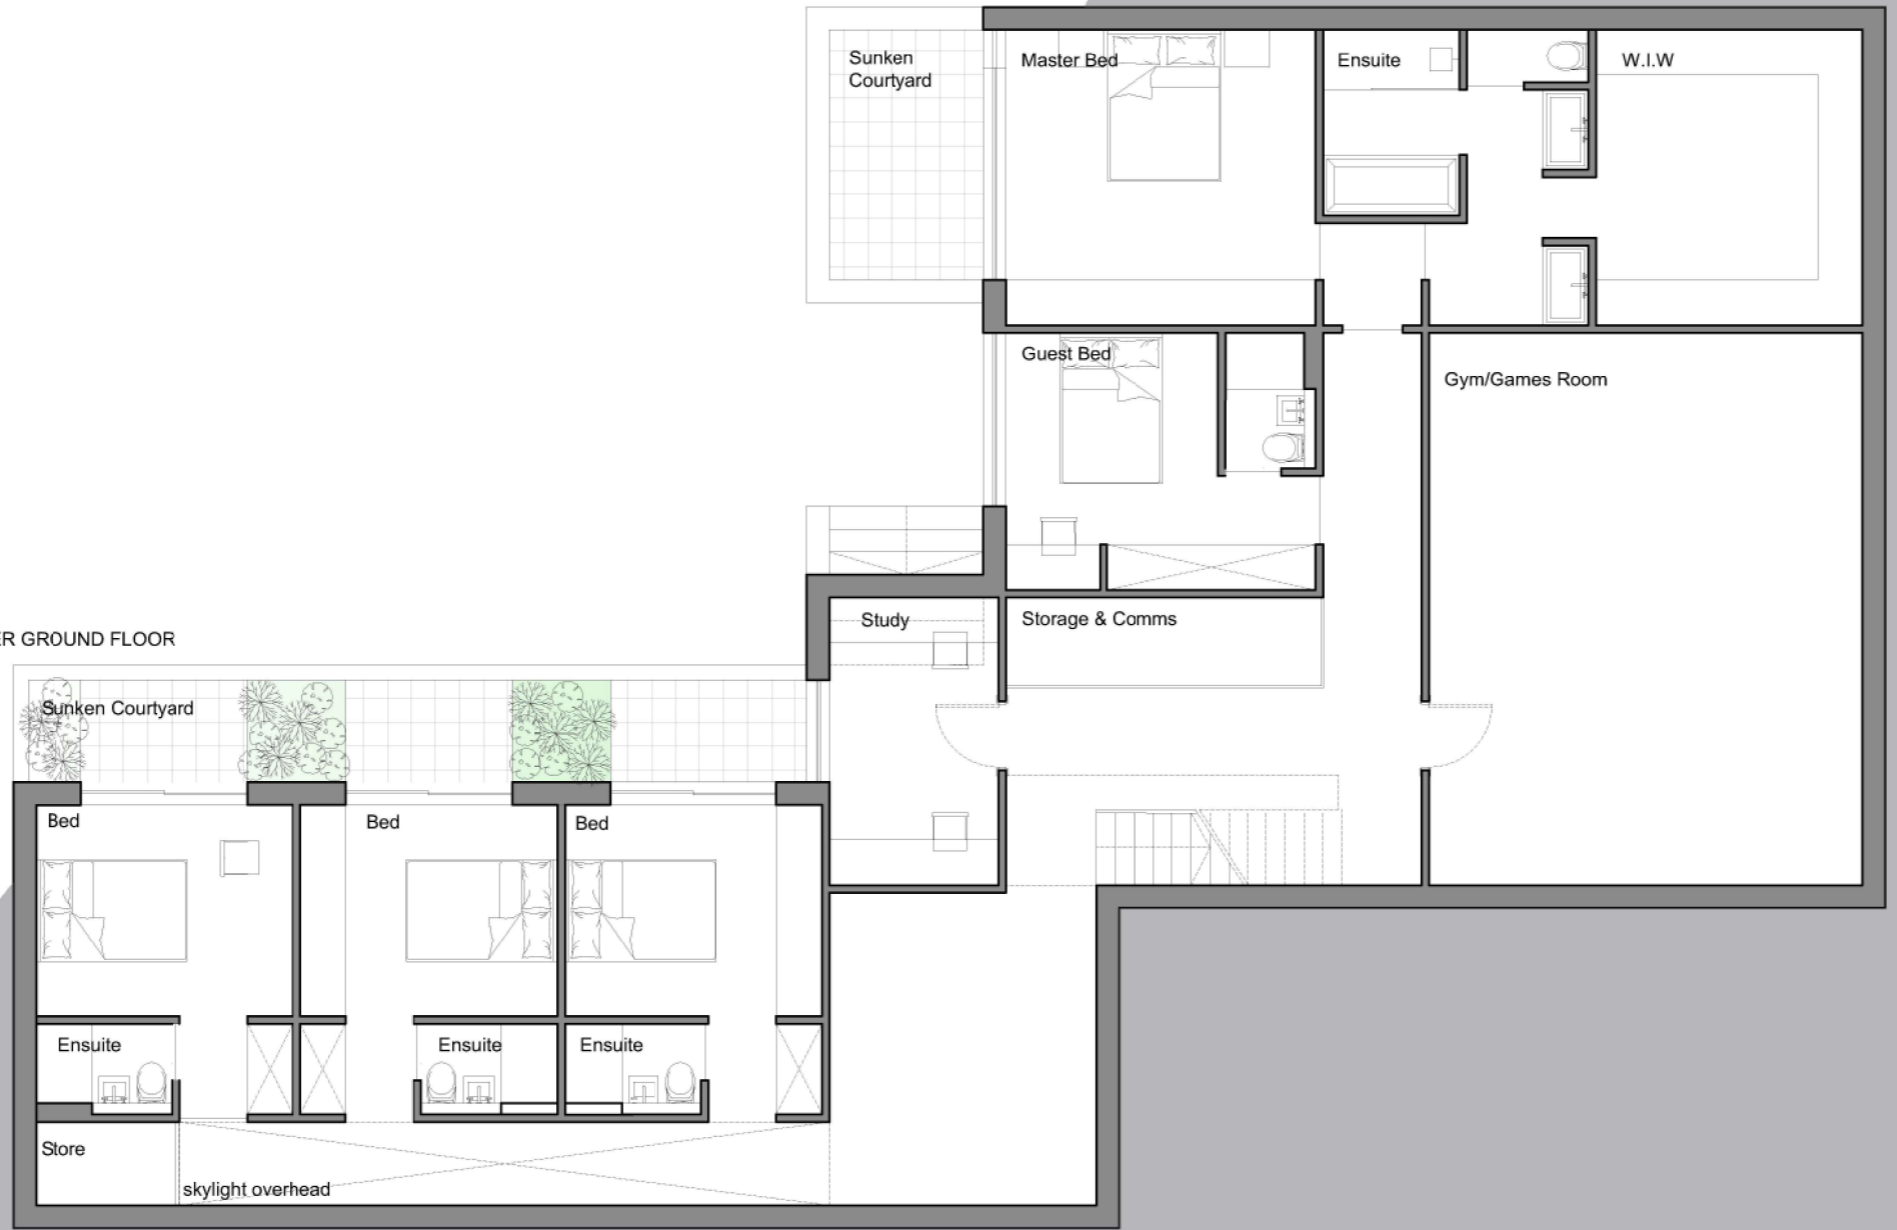 Sunken
Courtyard
Master Bed
Ensuite
W.I.W
Guest Bed
Gym/Games Room
Study
Storage & Comms
ER GROUND FLOOR
Sunken Courtyard
Bed
Bed
Bed
Ensuite
Ensuite
Ensuite
Store
skylight overhead